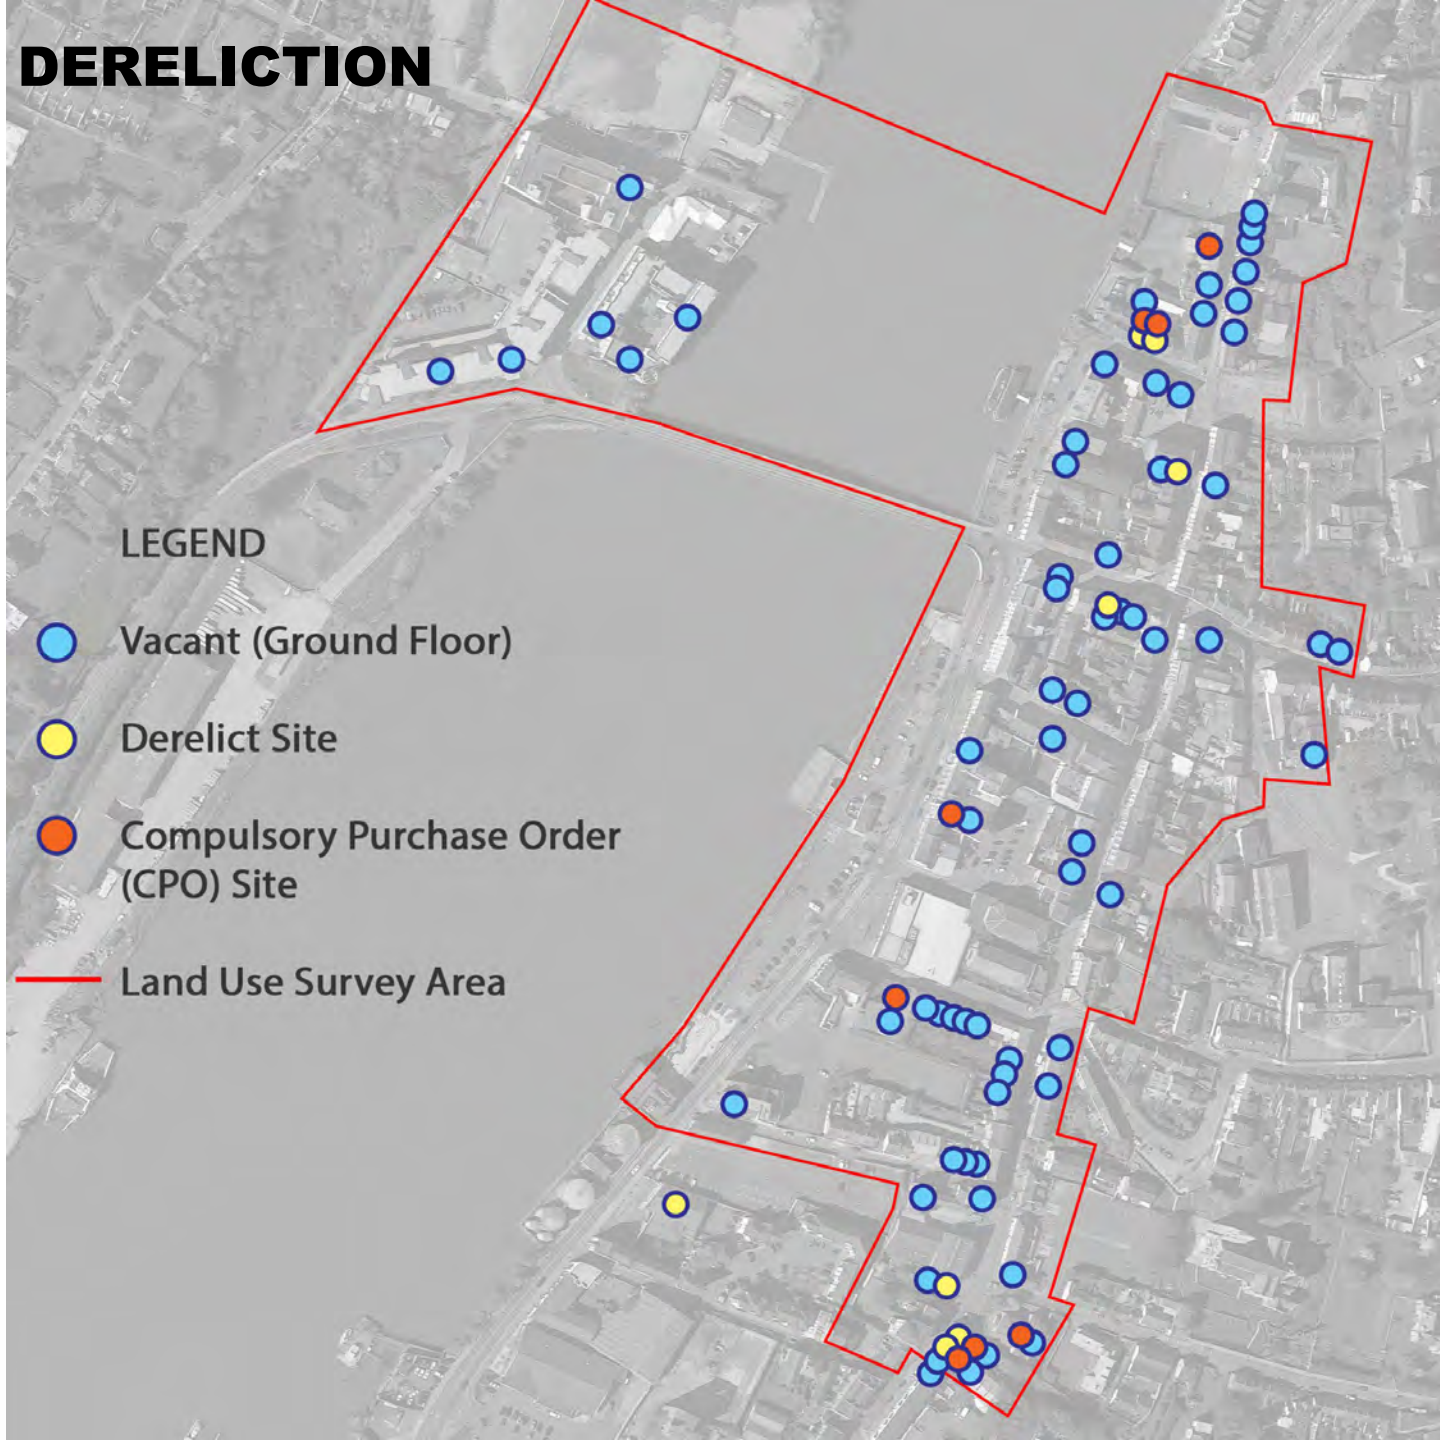 DERELICTION
LEGEND
Vacant (Ground Floor)
Derelict Site
Compulsory Purchase Order
(CPO) Site
Land Use Survey Area